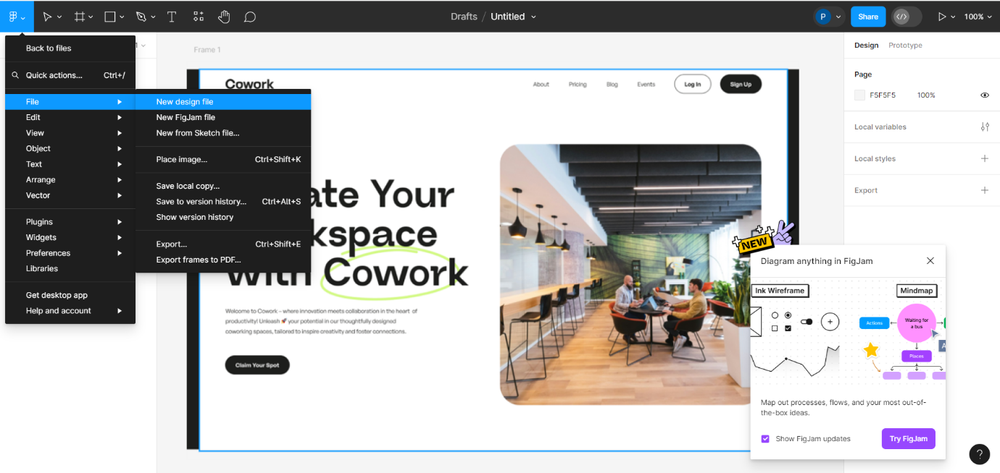 Drafts / Untitled
P
Share
</>
100%
Back to files
Quick actions... Ctrl+/
File
Edit
View
Object
Text
Arrange
Vector
Plugins
Widgets
Preferences
Libraries
Get desktop app
Help and account
New design file
New FigJam file
New from Sketch file...
Place image... Ctrl+Shift+K
Save local copy...
Save to version history... Ctrl+Alt+S
Show version history
Export... Ctrl+Shift+E
Export frames to PDF...
1
Frame 1
Cowork
About
Pricing
Blog
Events
Log In
Sign Up
ate Your
kspace
With Cowork
Welcome to Cowork - where innovation meets collaboration in the heart of
productivity! Unleash 🚀 your potential in our thoughtfully designed
coworking spaces, tailored to inspire creativity and foster connections.
Claim Your Spot
Design Prototype
Page
F5F5F5 100%
Local variables
Local styles
Export
NEW
Diagram anything in FigJam
Ink Wireframe
Mindmap
Actions
Waiting for
a bus
A
Places
Map out processes, flows, and your most out-of-
the-box ideas.
Show FigJam updates
Try FigJam
?